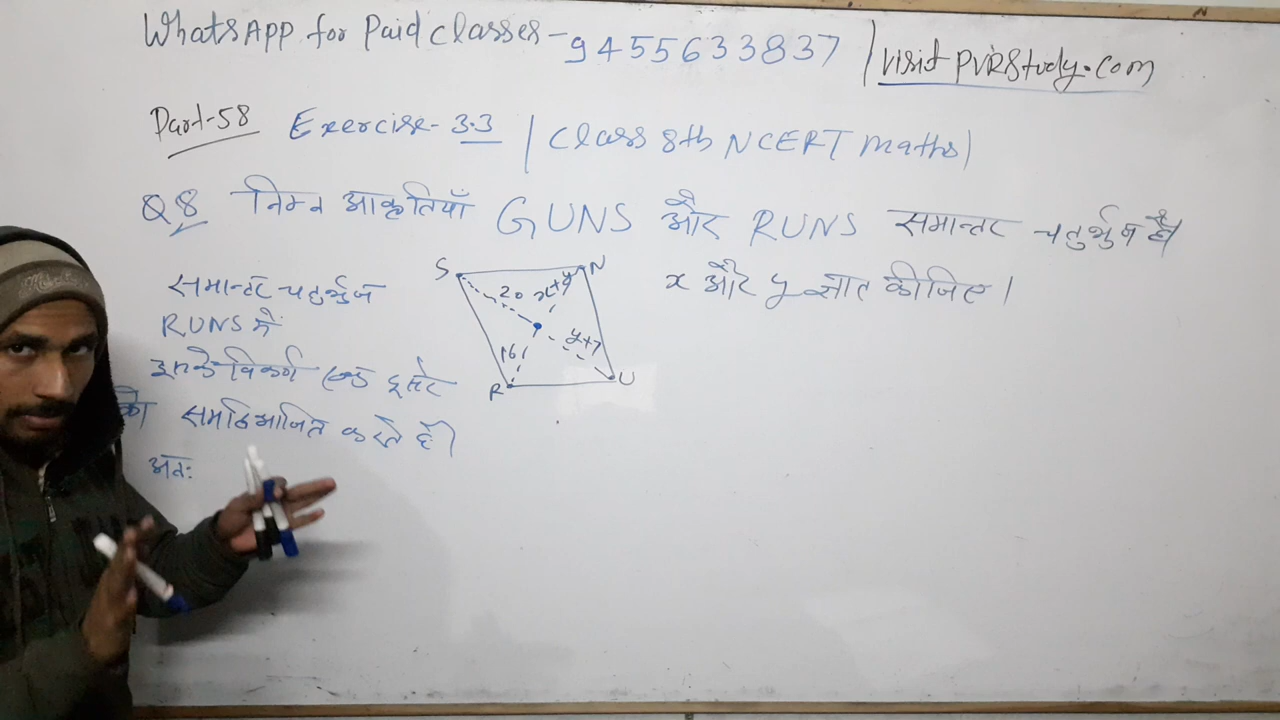 WhatsApp for Paid classes - 9455633837 / visit PVRStudy.com
Part-58 Exercise-3.3 / (Class 8th NCERT maths)
Q8 निम्न आकृतियाँ GUNS और RUNS समान्तर चतुर्भुज हैं
x और y ज्ञात कीजिए।
समान्तर चतुर्भुज
RUNS में
इसके विकर्ण एक दूसरे
को समद्विभाजित करते हैं।
अतः
S N
20 x+y
16 y+7
R U